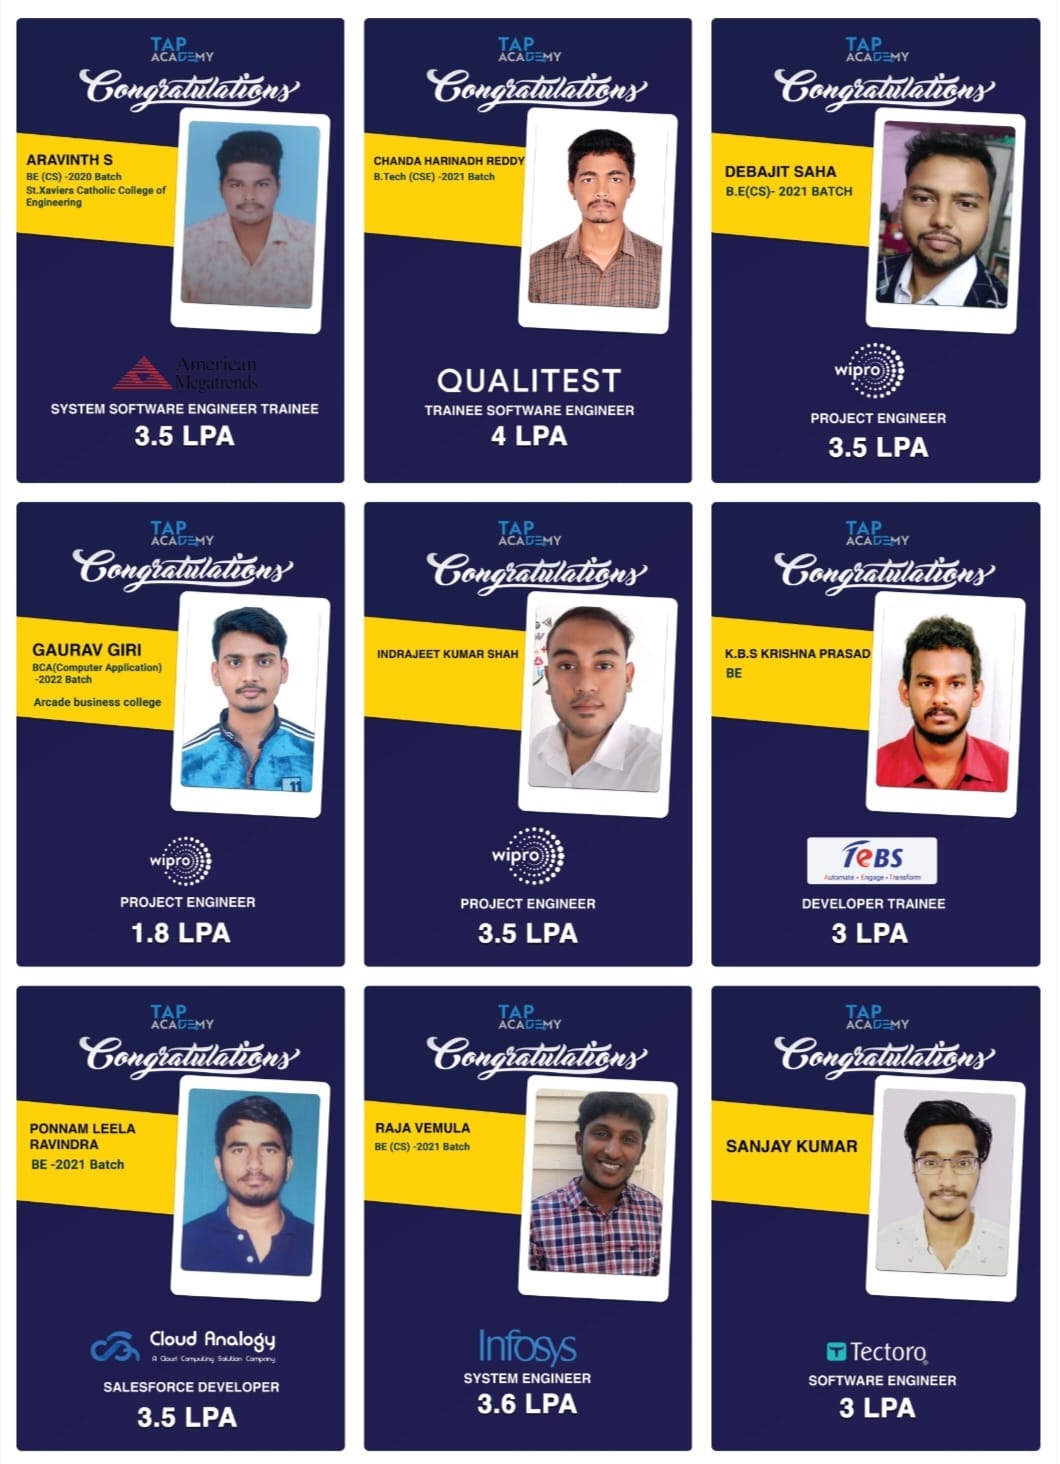 TAP
ACADEMY
Congratulations
ARAVINTH S
BE (CS) -2020 Batch
St.Xaviers Catholic College of
Engineering
American
Megatrends
SYSTEM SOFTWARE ENGINEER TRAINEE
3.5 LPA
TAP
ACADEMY
Congratulations
CHANDA HARINADH REDDY
B.Tech (CSE) -2021 Batch
QUALITEST
TRAINEE SOFTWARE ENGINEER
4 LPA
TAP
ACADEMY
Congratulations
DEBAJIT SAHA
B.E(CS)- 2021 BATCH
wipro
PROJECT ENGINEER
3.5 LPA
TAP
ACADEMY
Congratulations
GAURAV GIRI
BCA(Computer Application)
-2022 Batch
Arcade business college
11
wipro
PROJECT ENGINEER
1.8 LPA
TAP
ACADEMY
Congratulations
INDRAJEET KUMAR SHAH
wipro
PROJECT ENGINEER
3.5 LPA
TAP
ACADEMY
Congratulations
K.B.S KRISHNA PRASAD
BE
TeBS
Automate • Engage • Transform
DEVELOPER TRAINEE
3 LPA
TAP
ACADEMY
Congratulations
PONNAM LEELA
RAVINDRA
BE -2021 Batch
Cloud Analogy
A Cloud Computing Solution Company
SALESFORCE DEVELOPER
3.5 LPA
TAP
ACADEMY
Congratulations
RAJA VEMULA
BE (CS) -2021 Batch
Infosys
SYSTEM ENGINEER
3.6 LPA
TAP
ACADEMY
Congratulations
SANJAY KUMAR
Tectoro
SOFTWARE ENGINEER
3 LPA